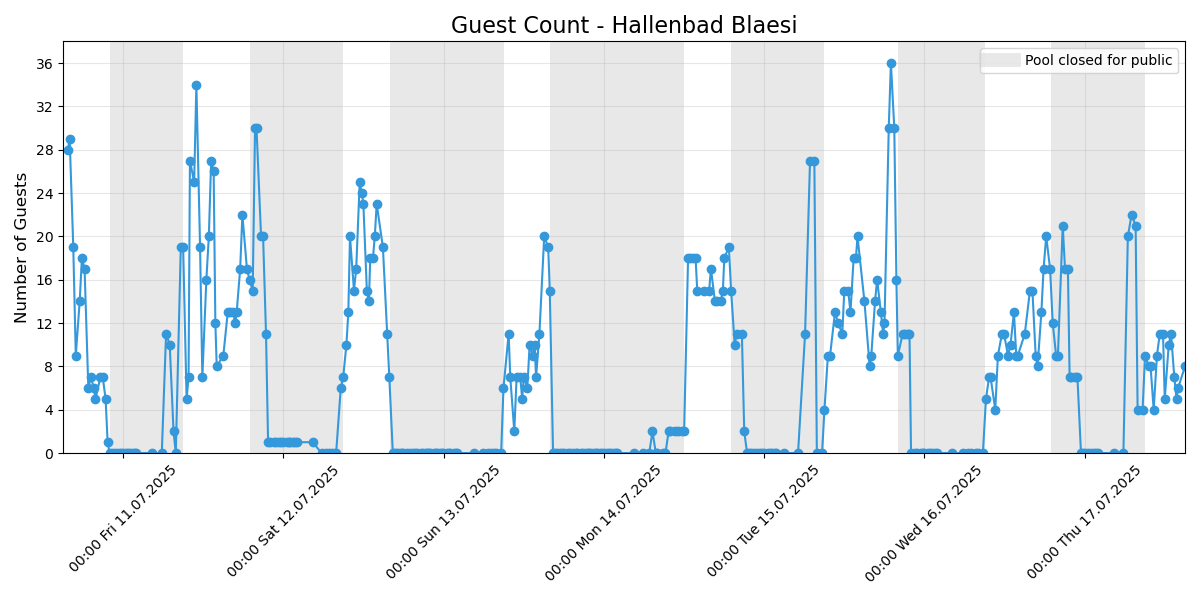 Guest Count - Hallenbad Blaesi
Pool closed for public
Number of Guests
36
32
28
24
20
16
12
8
4
0
00:00 Fri 11.07.2025
00:00 Sat 12.07.2025
00:00 Sun 13.07.2025
00:00 Mon 14.07.2025
00:00 Tue 15.07.2025
00:00 Wed 16.07.2025
00:00 Thu 17.07.2025